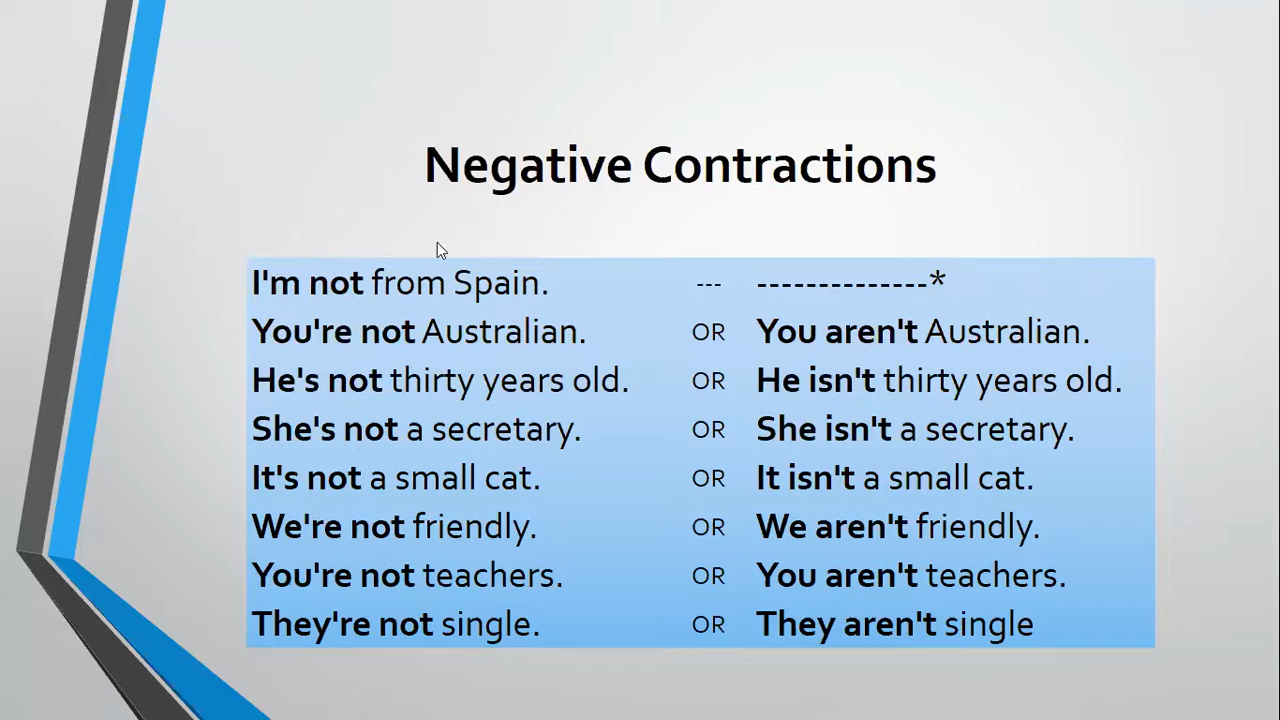 Negative Contractions
I'm not from Spain. --- --------------*
You're not Australian. OR You aren't Australian.
He's not thirty years old. OR He isn't thirty years old.
She's not a secretary. OR She isn't a secretary.
It's not a small cat. OR It isn't a small cat.
We're not friendly. OR We aren't friendly.
You're not teachers. OR You aren't teachers.
They're not single. OR They aren't single